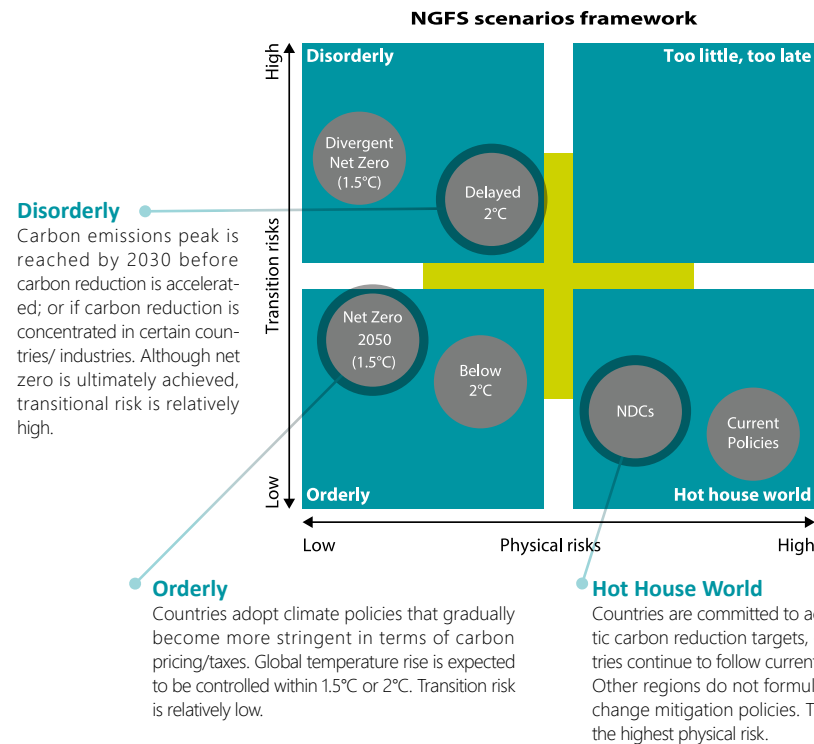 NGFS scenarios framework
High
Disorderly
Too little, too late
Divergent
Net Zero
(1.5°C)
Delayed
2°C
Transition risks
Disorderly
Carbon emissions peak is
reached by 2030 before
carbon reduction is accelerat-
ed; or if carbon reduction is
concentrated in certain coun-
tries/ industries. Although net
zero is ultimately achieved,
transitional risk is relatively
high.
Net Zero
2050
(1.5°C)
Below
2°C
NDCs
Current
Policies
Low
Orderly
Hot house world
Low
Physical risks
High
Orderly
Countries adopt climate policies that gradually
become more stringent in terms of carbon
pricing/taxes. Global temperature rise is expected
to be controlled within 1.5°C or 2°C. Transition risk
is relatively low.
Hot House World
Countries are committed to
tic carbon reduction targets,
tries continue to follow current
Other regions do not
change mitigation policies.
the highest physical risk.